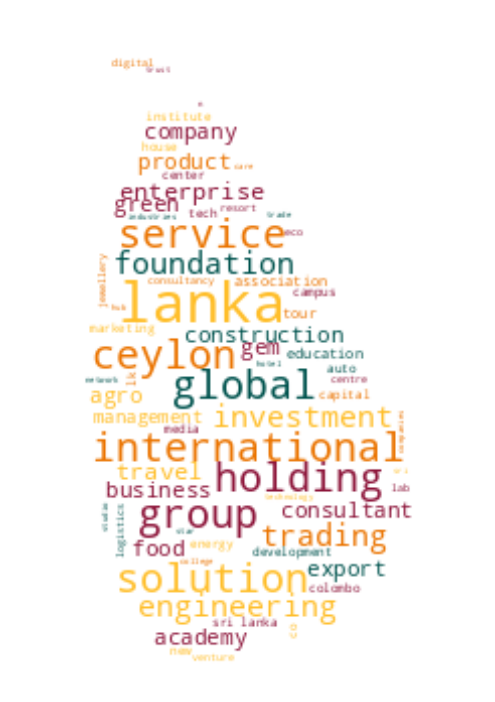 digital
trust
institute
company
house
product care
center
enterprise
green resort
industries tech trade
service eco
foundation
consultancy association
jewellery campus
lanka
hub tour
marketing construction
ceylon gem education
hotel
auto
network lk global centre
agro capital
management investment
media companies
international
travel holding
business lab
technology
group consultant
logistics
star trading
food energy development
college export
solution colombo
engineering
sri lanka co
academy
new
venture